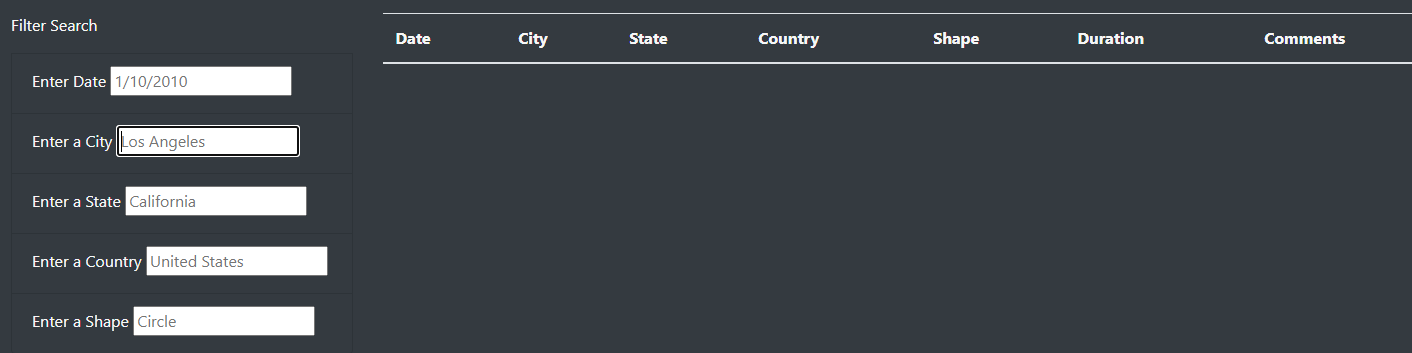 Filter Search
Enter Date 1/10/2010
Enter a City Los Angeles
Enter a State California
Enter a Country United States
Enter a Shape Circle
Date City State Country Shape Duration Comments